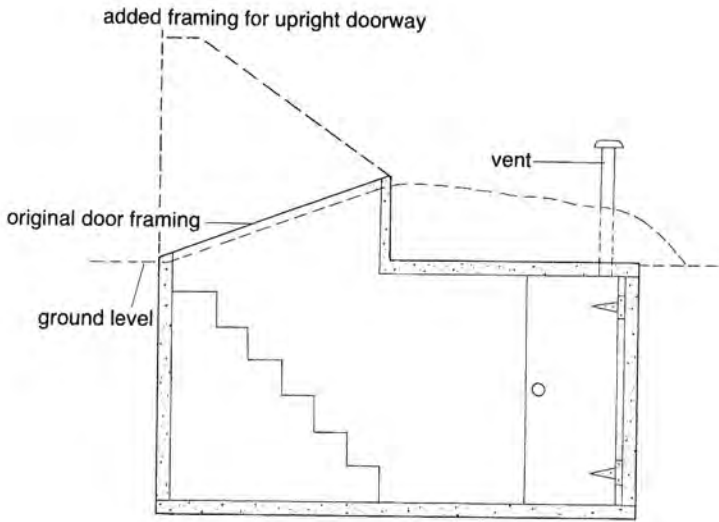 added framing for upright doorway
vent
original door framing
ground level